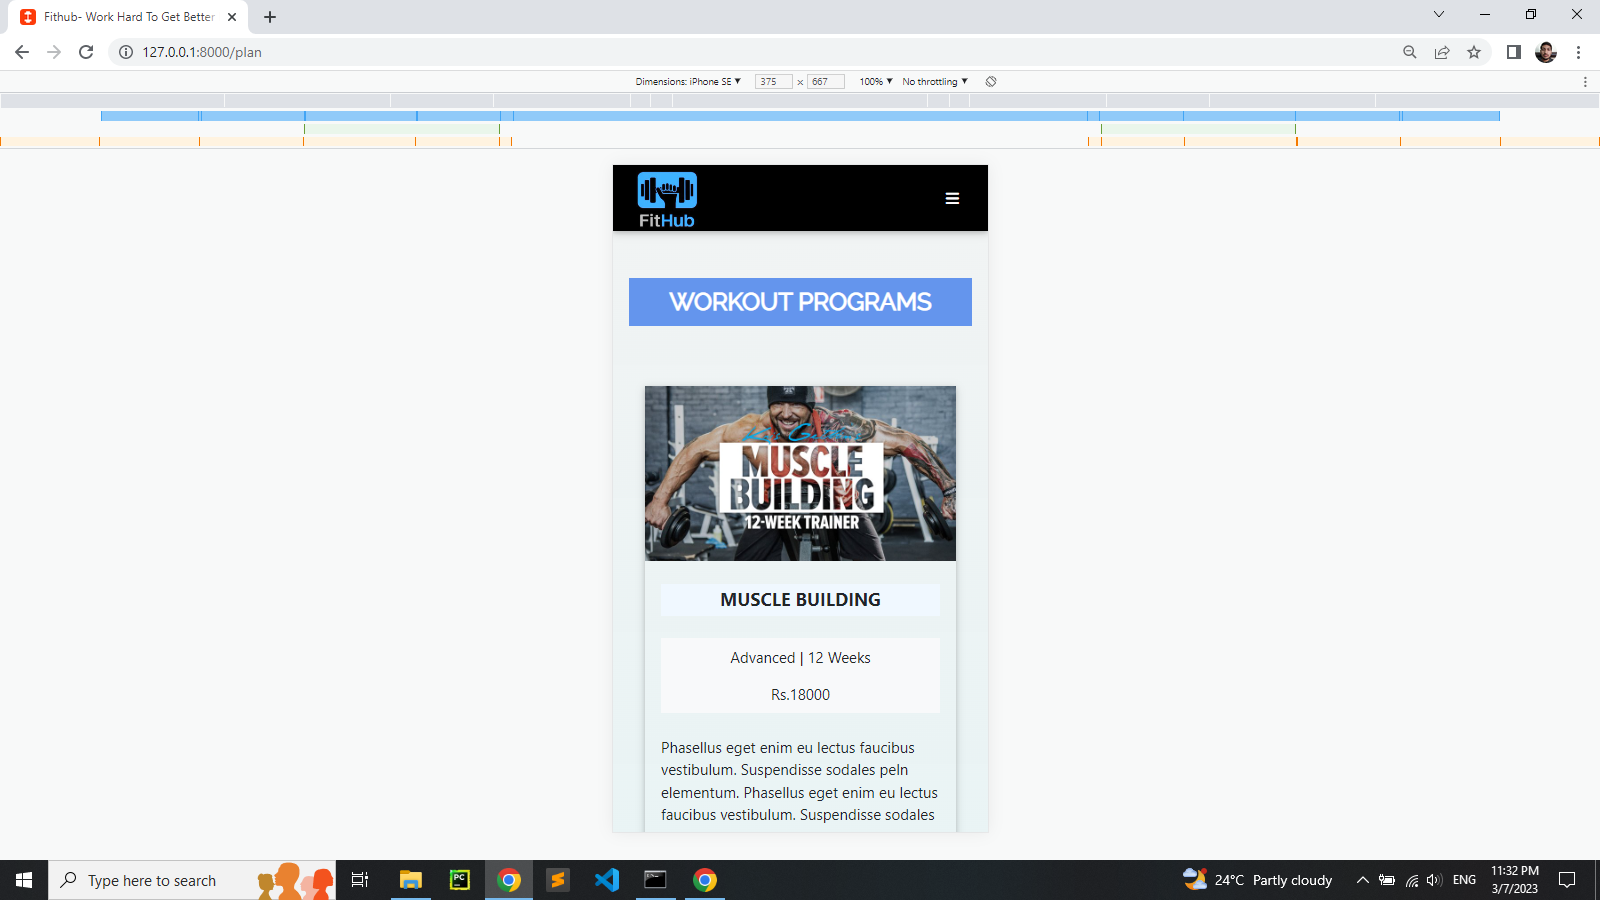 Fithub- Work Hard To Get Better
127.0.0.1:8000/plan
Dimensions: iPhone SE ▼ 375 × 667 100% ▼ No throttling ▼
FitHub
WORKOUT PROGRAMS
MUSCLE
BUILDING
12-WEEK TRAINER
MUSCLE BUILDING
Advanced | 12 Weeks
Rs.18000
Phasellus eget enim eu lectus faucibus
vestibulum. Suspendisse sodales peln
elementum. Phasellus eget enim eu lectus
faucibus vestibulum. Suspendisse sodales
Type here to search
PC
24°C Partly cloudy
ENG
11:32 PM
3/7/2023